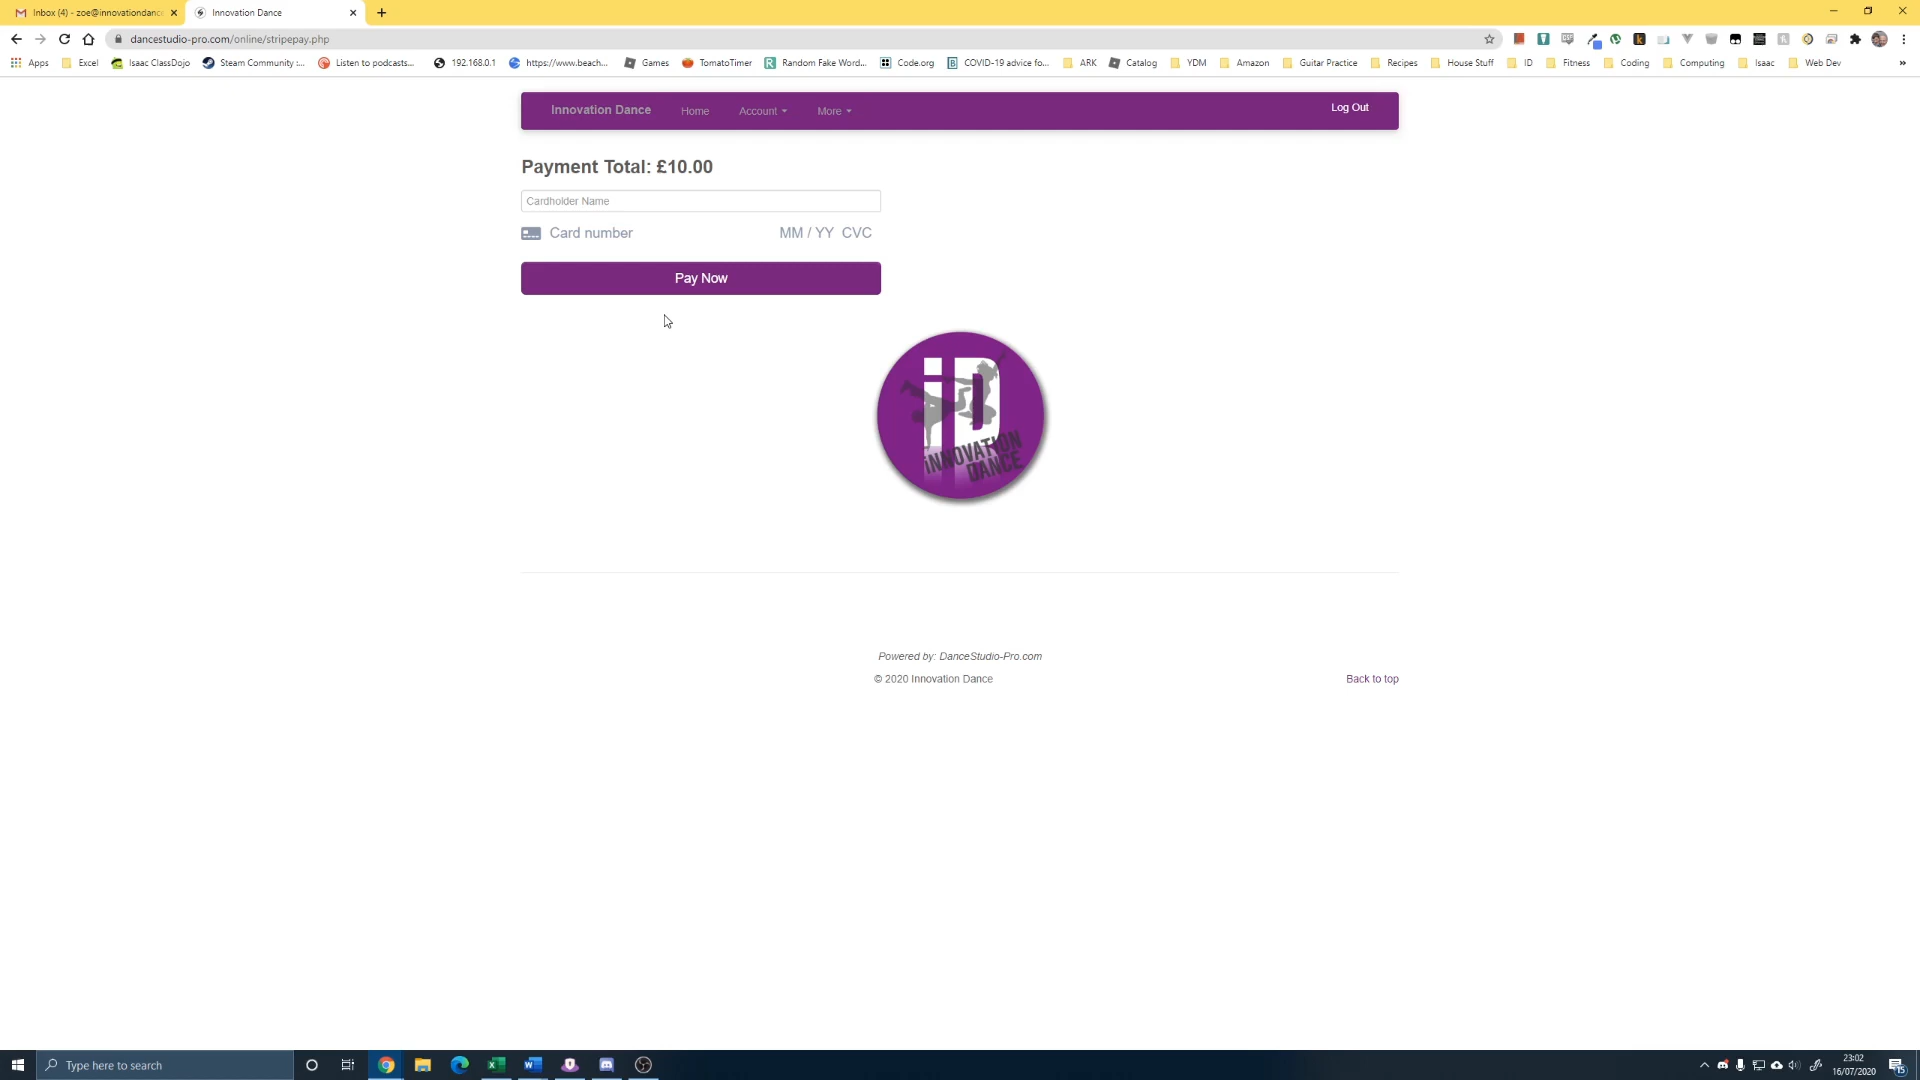 Inbox (4) - zoe@innovationdance
Innovation Dance
dancestudio-pro.com/online/stripepay.php
Apps Excel Isaac ClassDojo Steam Community :... Listen to podcasts... 192.168.0.1 https://www.beach... Games TomatoTimer Random Fake Word... Code.org COVID-19 advice fo... ARK Catalog YDM Amazon Guitar Practice Recipes House Stuff ID Fitness Coding Computing Isaac Web Dev »
Innovation Dance Home Account More Log Out
Payment Total: £10.00
Cardholder Name
Card number MM / YY CVC
Pay Now
iD
iNNOVATION
DANCE
Powered by: DanceStudio-Pro.com
© 2020 Innovation Dance Back to top
Type here to search
23:02
16/07/2020
15